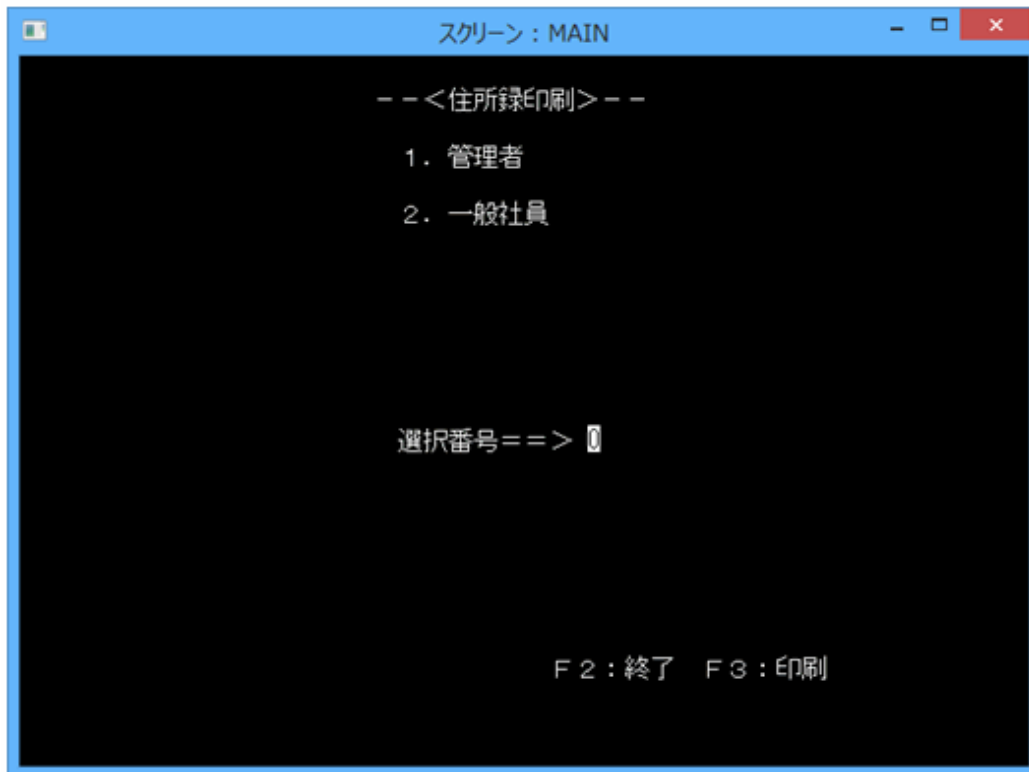 スクリーン：MAIN
－－＜住所録印刷＞－－
１．管理者
２．一般社員
選択番号＝＝＞ 0
Ｆ２：終了　Ｆ３：印刷